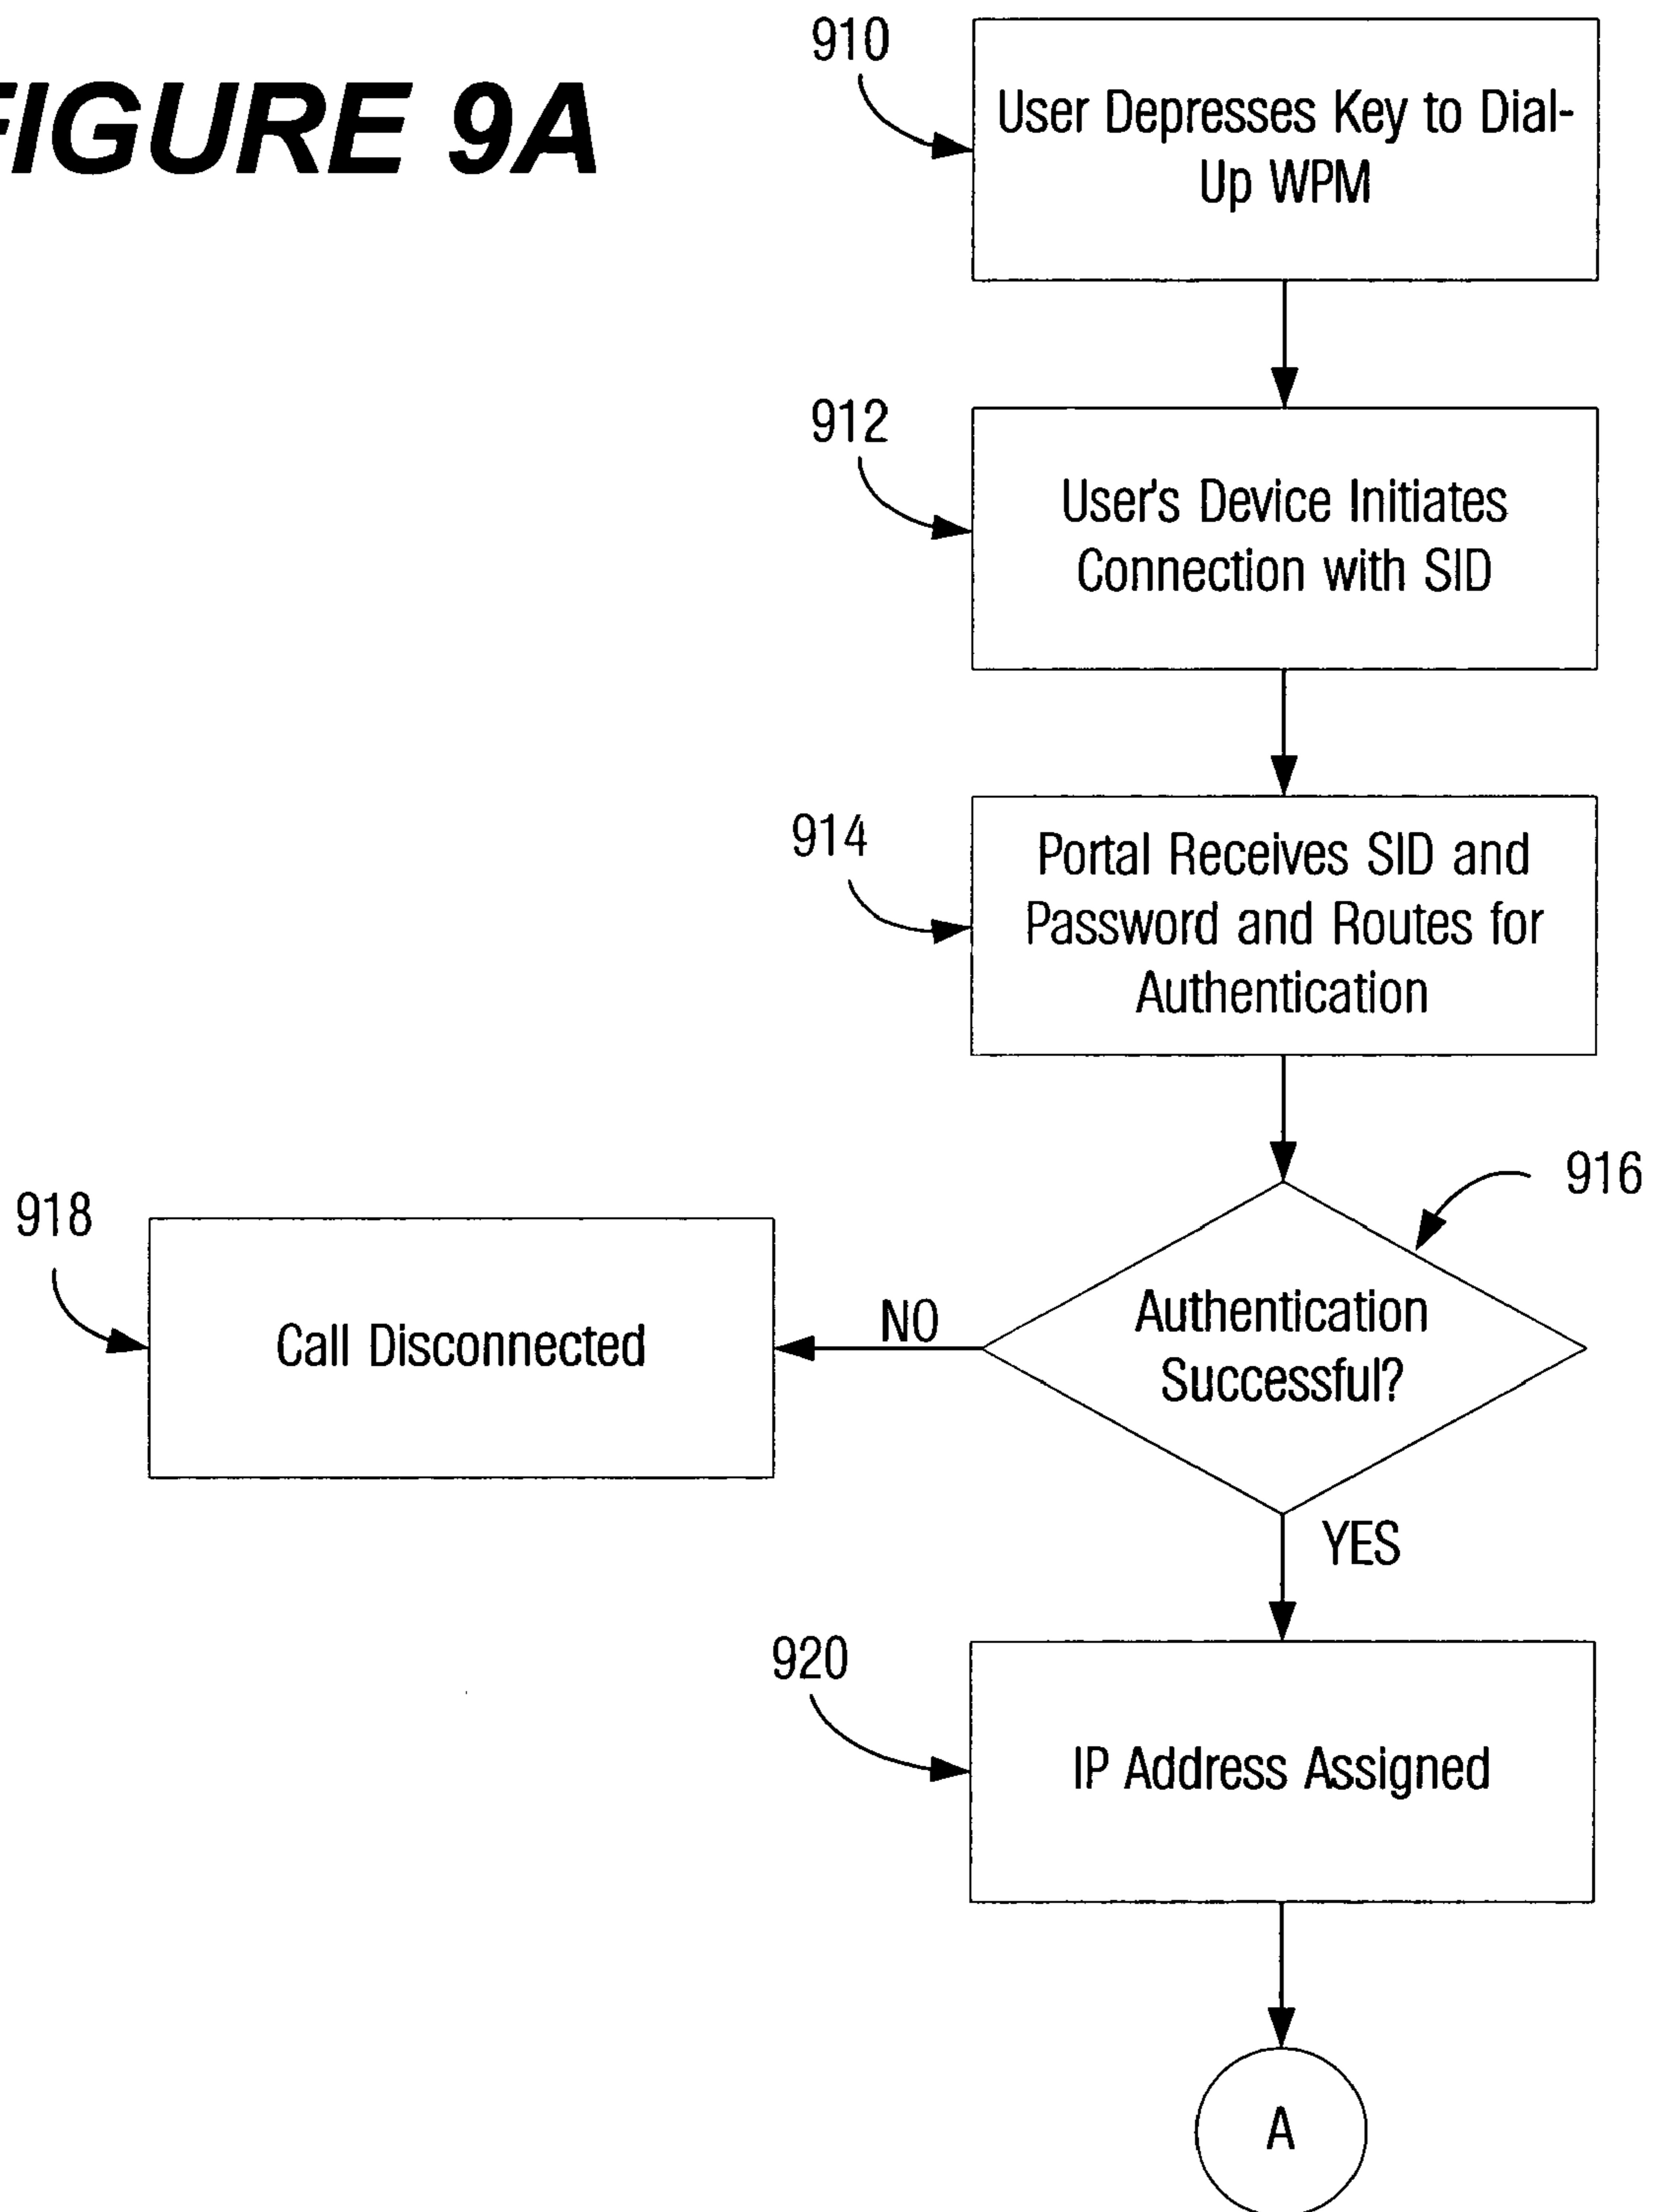 FIGURE 9A
910
User Depresses Key to Dial-
Up WPM
912
User's Device Initiates
Connection with SID
914
Portal Receives SID and
Password and Routes for
Authentication
916
Authentication
Successful?
NO
918
Call Disconnected
YES
920
IP Address Assigned
A